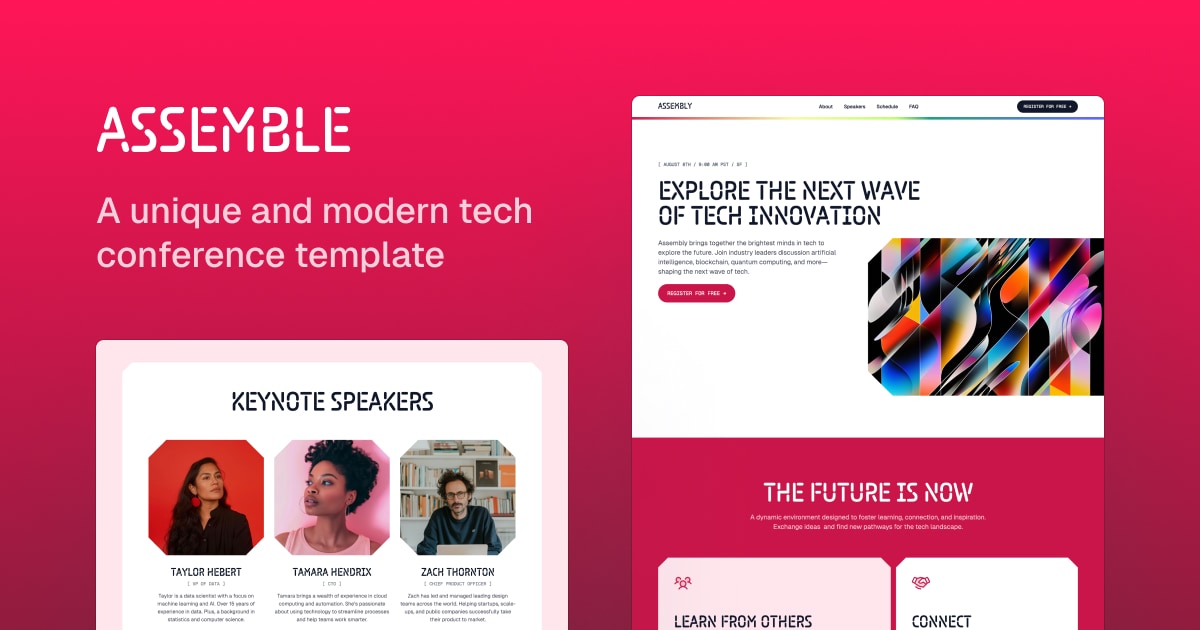 ASSEMBLE
A unique and modern tech
conference template
KEYNOTE SPEAKERS
TAYLOR HEBERT
[ VP OF DATA ]
Taylor is a data scientist with a focus on
machine learning and AI. Over 15 years of
experience in data. Plus, a background in
statistics and computer science.
TAMARA HENDRIX
[ CTO ]
Tamara brings a wealth of experience in cloud
computing and automation. She's passionate
about using technology to streamline processes
and help teams work smarter.
ZACH THORNTON
[ CHIEF PRODUCT OFFICER ]
Zach has led and managed leading design
teams across the world. Helping startups, scale-
ups, and public companies successfully take
their product to market.
ASSEMBLY
About Speakers Schedule FAQ
REGISTER FOR FREE →
[ AUGUST 8TH / 9:00 AM PST / SF ]
EXPLORE THE NEXT WAVE
OF TECH INNOVATION
Assembly brings together the brightest minds in tech to
explore the future. Join industry leaders discussion artificial
intelligence, blockchain, quantum computing, and more—
shaping the next wave of tech.
REGISTER FOR FREE →
THE FUTURE IS NOW
A dynamic environment designed to foster learning, connection, and inspiration.
Exchange ideas and find new pathways for the tech landscape.
LEARN FROM OTHERS
CONNECT